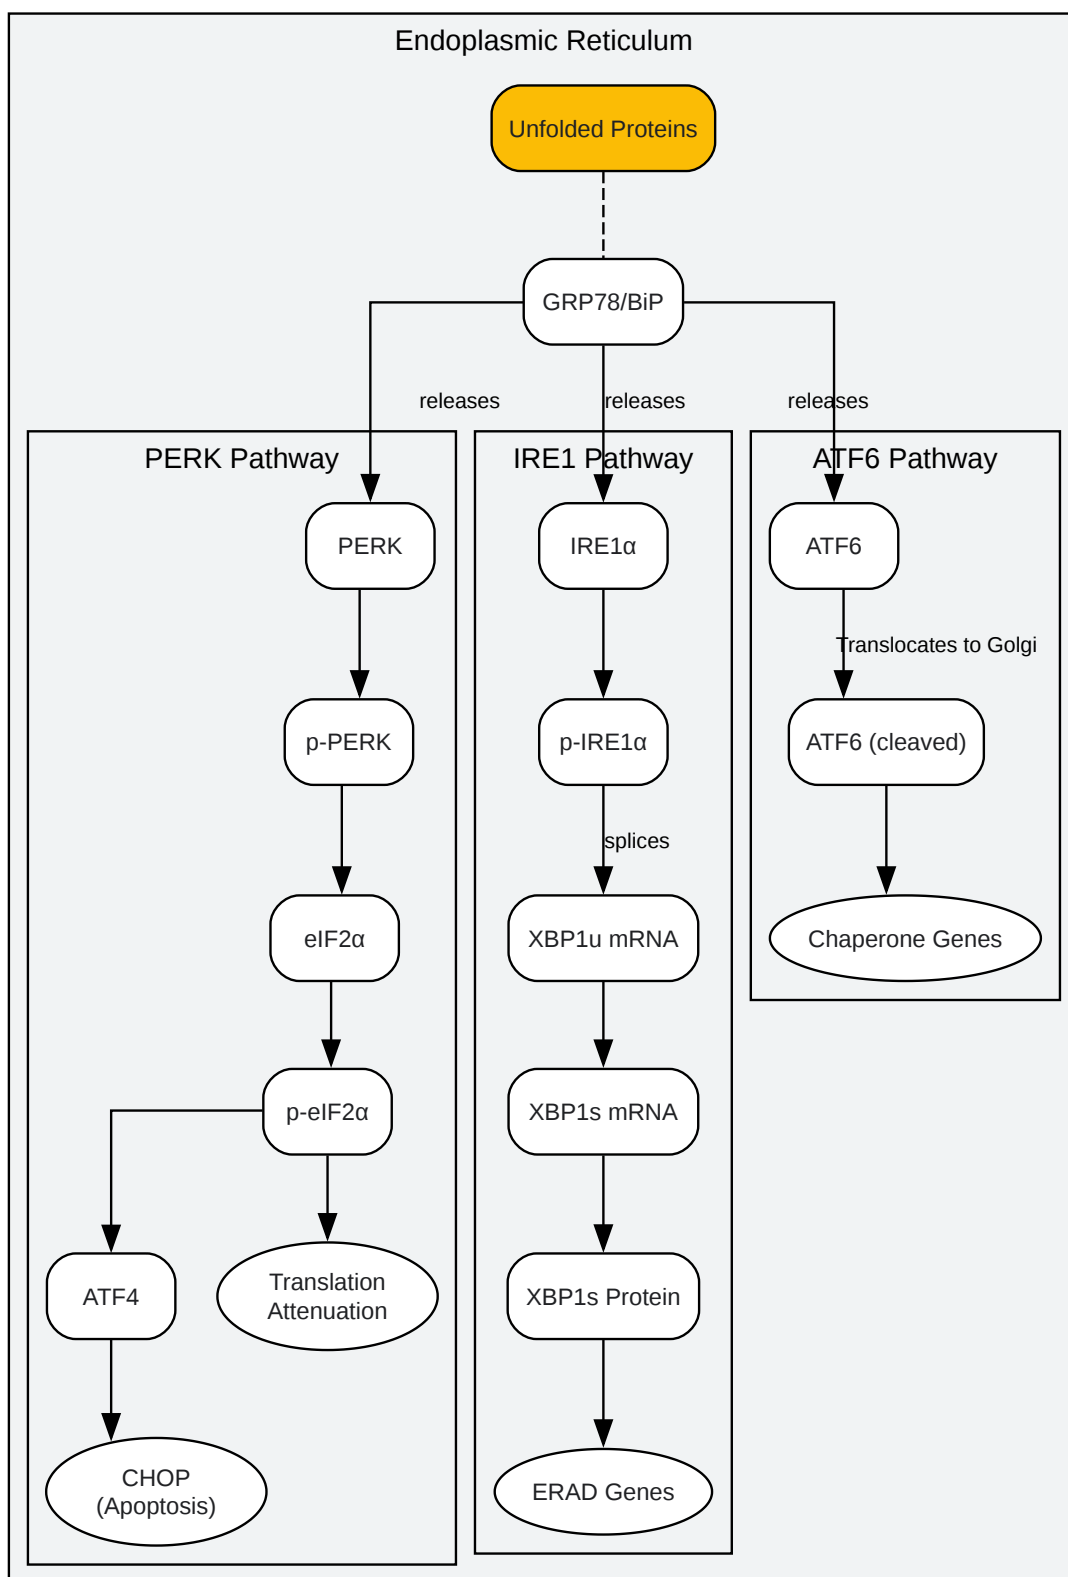 Endoplasmic Reticulum
Unfolded Proteins
GRP78/BiP
releases
releases
releases
PERK Pathway
IRE1 Pathway
ATF6 Pathway
PERK
IRE1α
ATF6
Translocates to Golgi
p-PERK
p-IRE1α
ATF6 (cleaved)
splices
eIF2α
XBP1u mRNA
Chaperone Genes
p-eIF2α
XBP1s mRNA
ATF4
Translation
Attenuation
XBP1s Protein
CHOP
(Apoptosis)
ERAD Genes